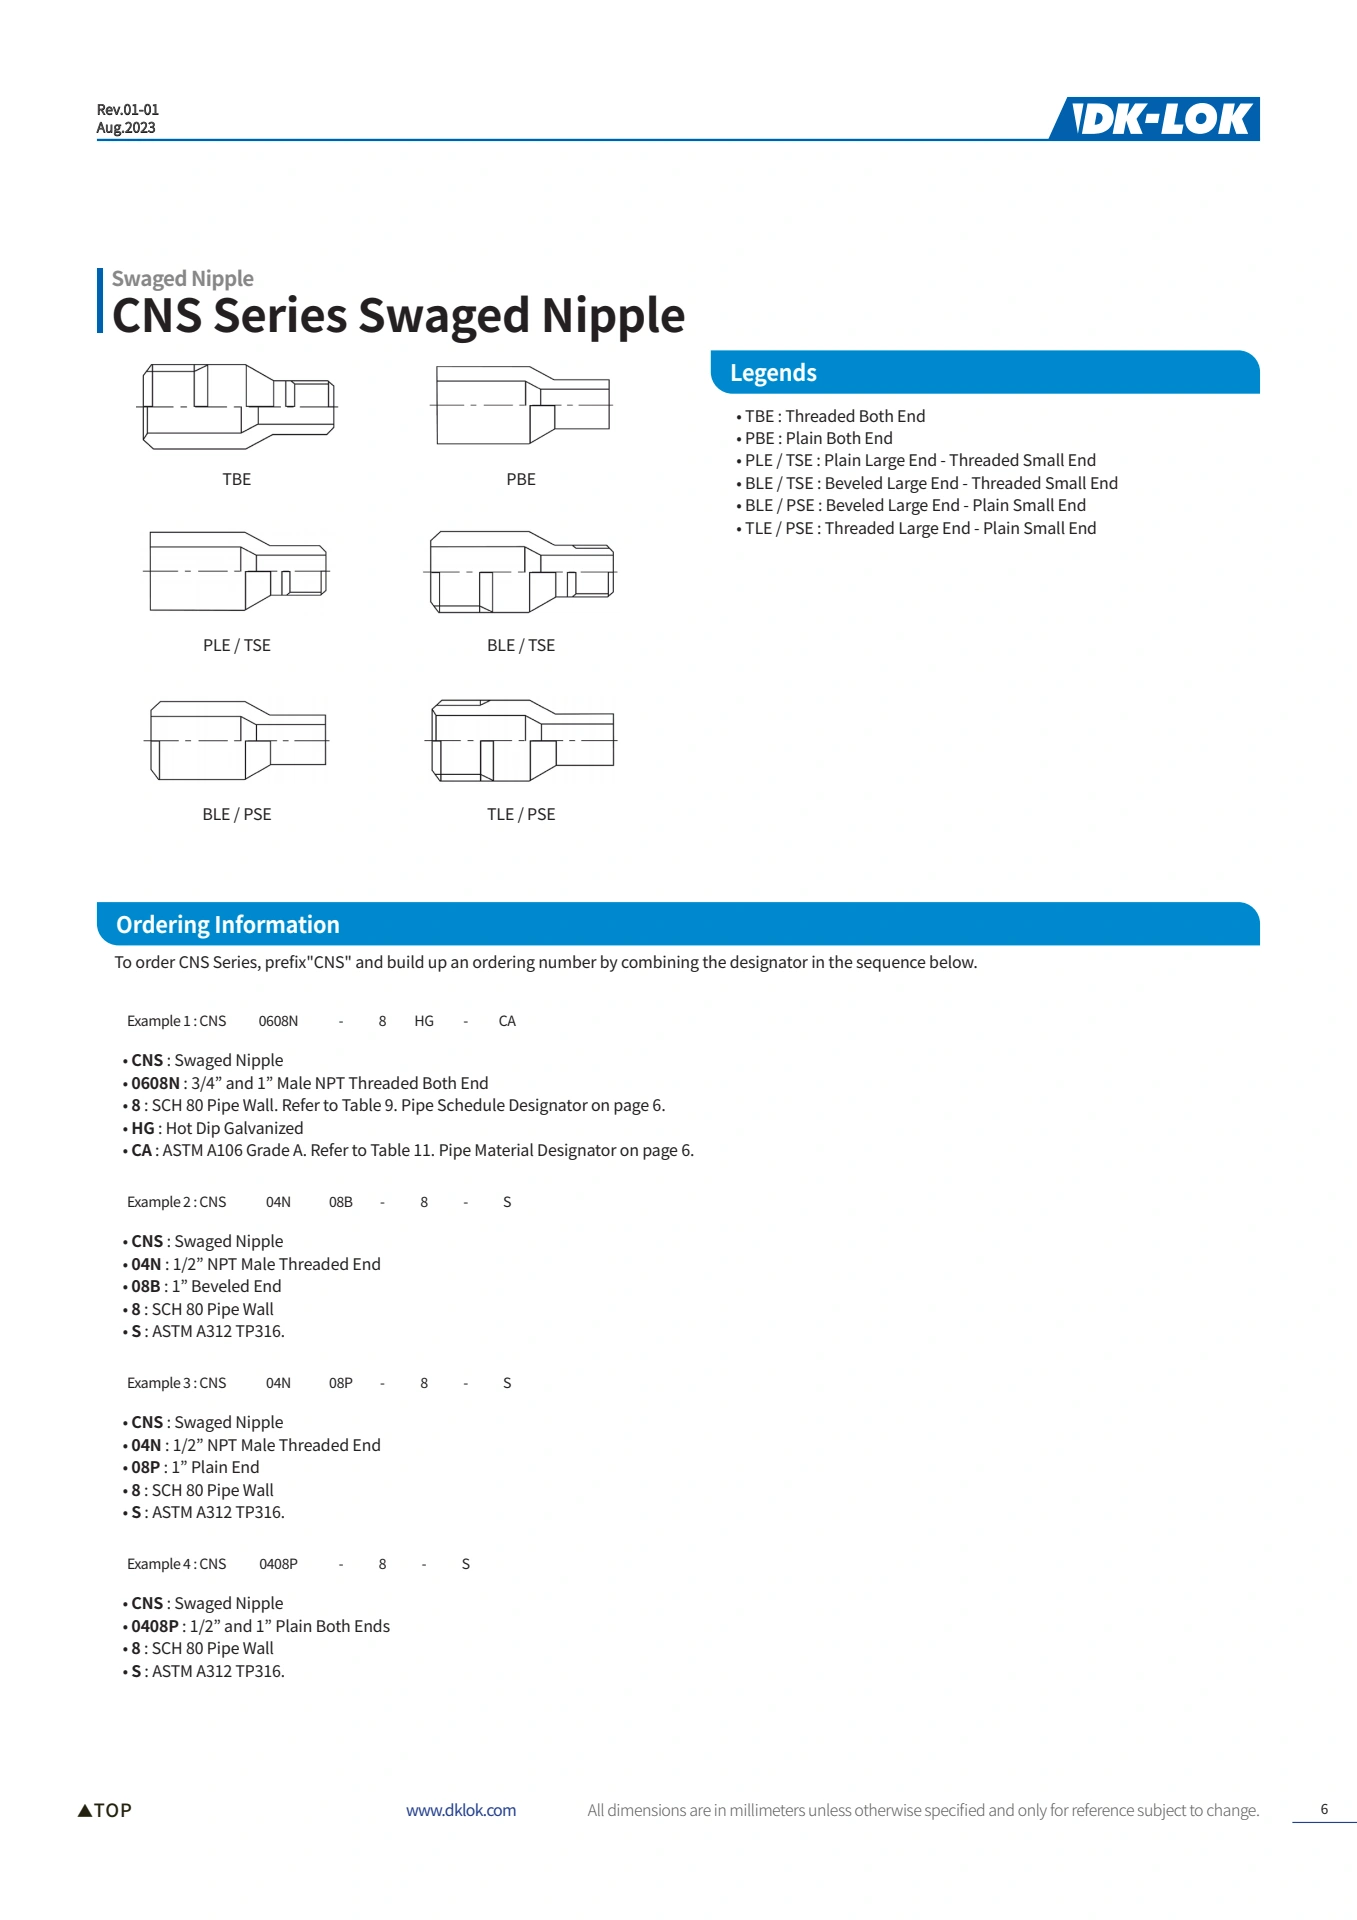 Rev.01-01
Aug.2023
DK-LOK
Swaged Nipple
CNS Series Swaged Nipple
TBE
PBE
PLE / TSE
BLE / TSE
BLE / PSE
TLE / PSE
Legends
• TBE : Threaded Both End
• PBE : Plain Both End
• PLE / TSE : Plain Large End - Threaded Small End
• BLE / TSE : Beveled Large End - Threaded Small End
• BLE / PSE : Beveled Large End - Plain Small End
• TLE / PSE : Threaded Large End - Plain Small End
Ordering Information
To order CNS Series, prefix"CNS" and build up an ordering number by combining the designator in the sequence below.
Example 1 : CNS 0608N - 8 HG - CA
• CNS : Swaged Nipple
• 0608N : 3/4” and 1” Male NPT Threaded Both End
• 8 : SCH 80 Pipe Wall. Refer to Table 9. Pipe Schedule Designator on page 6.
• HG : Hot Dip Galvanized
• CA : ASTM A106 Grade A. Refer to Table 11. Pipe Material Designator on page 6.
Example 2 : CNS 04N 08B - 8 - S
• CNS : Swaged Nipple
• 04N : 1/2” NPT Male Threaded End
• 08B : 1” Beveled End
• 8 : SCH 80 Pipe Wall
• S : ASTM A312 TP316.
Example 3 : CNS 04N 08P - 8 - S
• CNS : Swaged Nipple
• 04N : 1/2” NPT Male Threaded End
• 08P : 1” Plain End
• 8 : SCH 80 Pipe Wall
• S : ASTM A312 TP316.
Example 4 : CNS 0408P - 8 - S
• CNS : Swaged Nipple
• 0408P : 1/2” and 1” Plain Both Ends
• 8 : SCH 80 Pipe Wall
• S : ASTM A312 TP316.
▲TOP
www.dklok.com
All dimensions are in millimeters unless otherwise specified and only for reference subject to change.
6